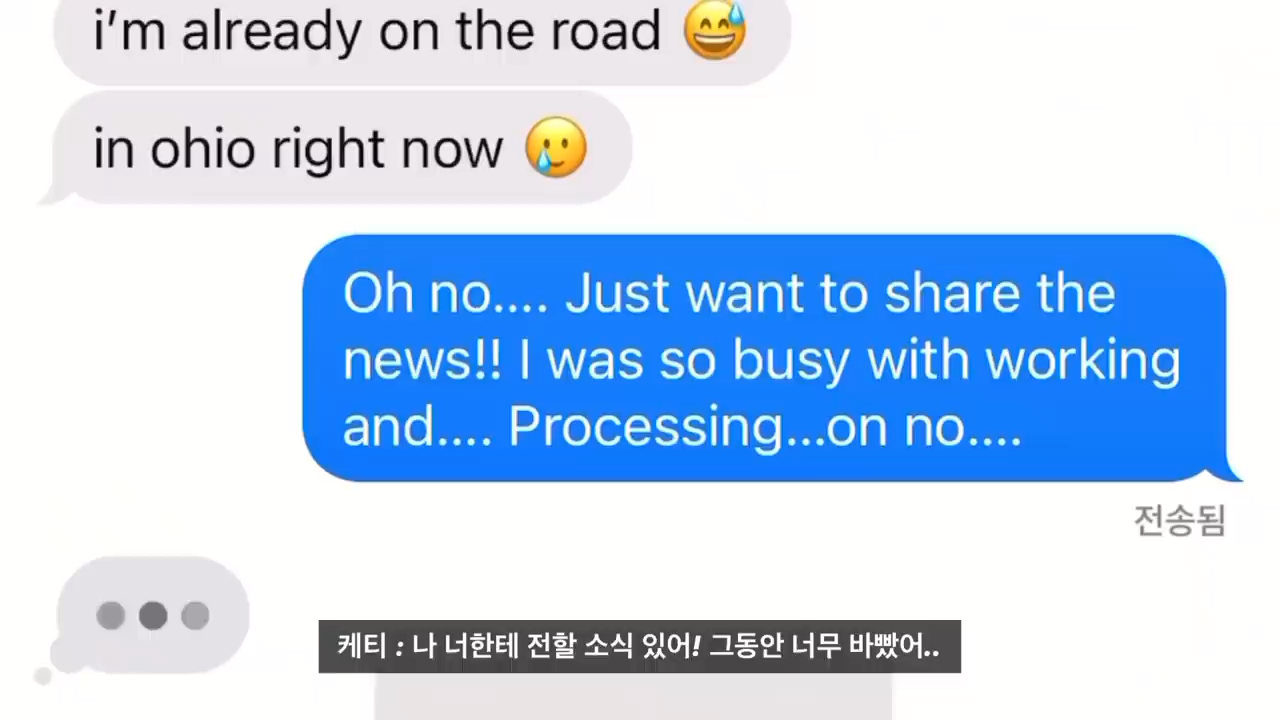 i’m already on the road 😅
in ohio right now 🥲
Oh no.... Just want to share the
news!! I was so busy with working
and.... Processing...on no....
전송됨
케티 : 나 너한테 전할 소식 있어! 그동안 너무 바빴어..